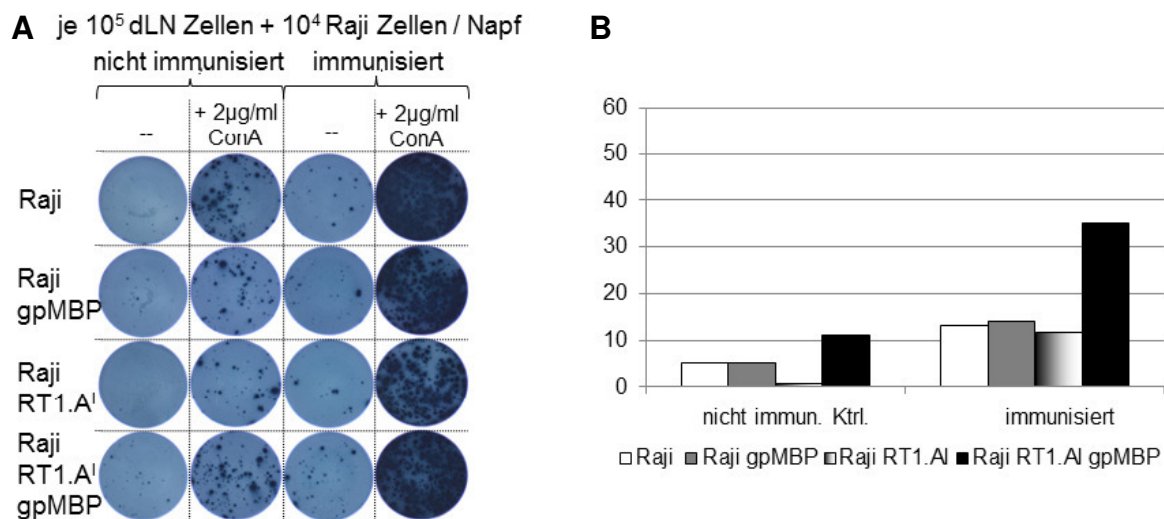 A je 10⁵ dLN Zellen + 10⁴ Raji Zellen / Napf
nicht immunisiert immunisiert
-- + 2µg/ml ConA -- + 2µg/ml ConA
Raji
Raji
gpMBP
Raji
RT1.Aˡ
Raji
RT1.Aˡ
gpMBP
B
60
50
40
30
20
10
0
nicht immun. Ktrl. immunisiert
Raji Raji gpMBP Raji RT1.Al Raji RT1.Al gpMBP